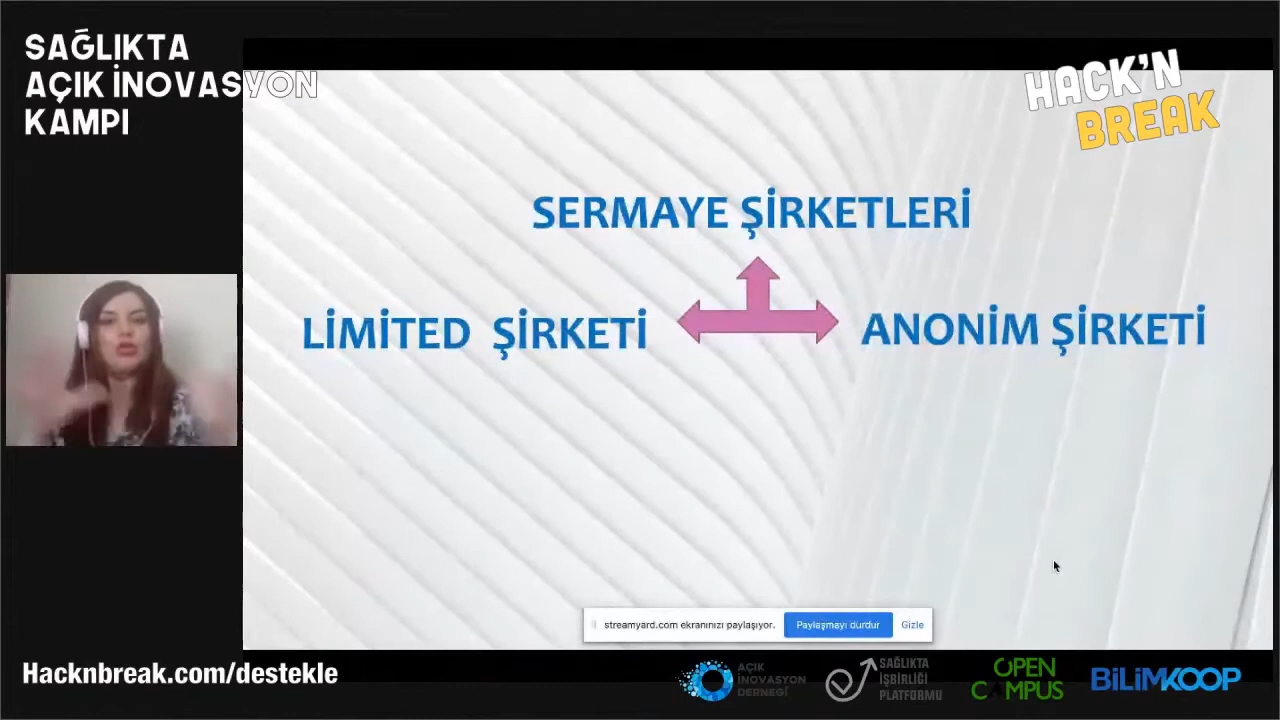 SAĞLIKTA
AÇIK İNOVASYON
KAMPI
HACK'N
BREAK
SERMAYE ŞİRKETLERİ
LİMİTED ŞİRKETİ
ANONİM ŞİRKETİ
streamyard.com ekranınızı paylaşıyor.
Paylaşmayı durdur
Gizle
Hacknbreak.com/destekle
AÇIK
İNOVASYON
DERNEĞİ
SAĞLIKTA
İŞBİRLİĞİ
PLATFORMU
OPEN
CAMPUS
BİLİMKOOP